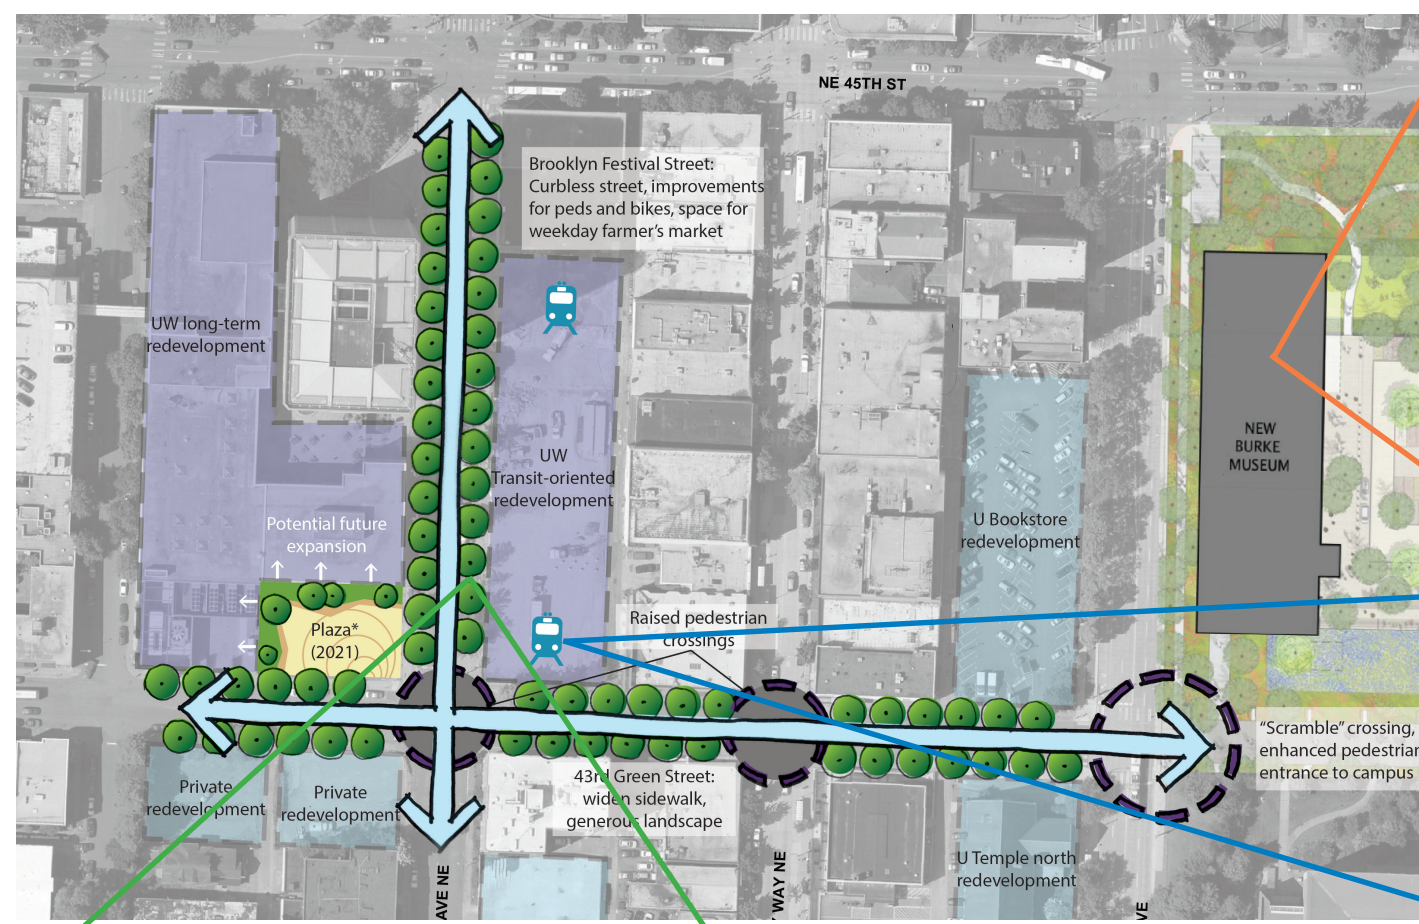 NE 45TH ST
Brooklyn Festival Street:
Curbless street, improvements
for peds and bikes, space for
weekday farmer's market
UW long-term
redevelopment
NEW
BURKE
MUSEUM
UW
Transit-oriented
redevelopment
U Bookstore
redevelopment
Potential future
expansion
Plaza*
(2021)
Raised pedestrian
crossings
"Scramble" crossing,
enhanced pedestrian
entrance to campus
43rd Green Street:
widen sidewalk,
generous landscape
Private
redevelopment
Private
redevelopment
U Temple north
redevelopment
AVE NE
WAY NE
VE